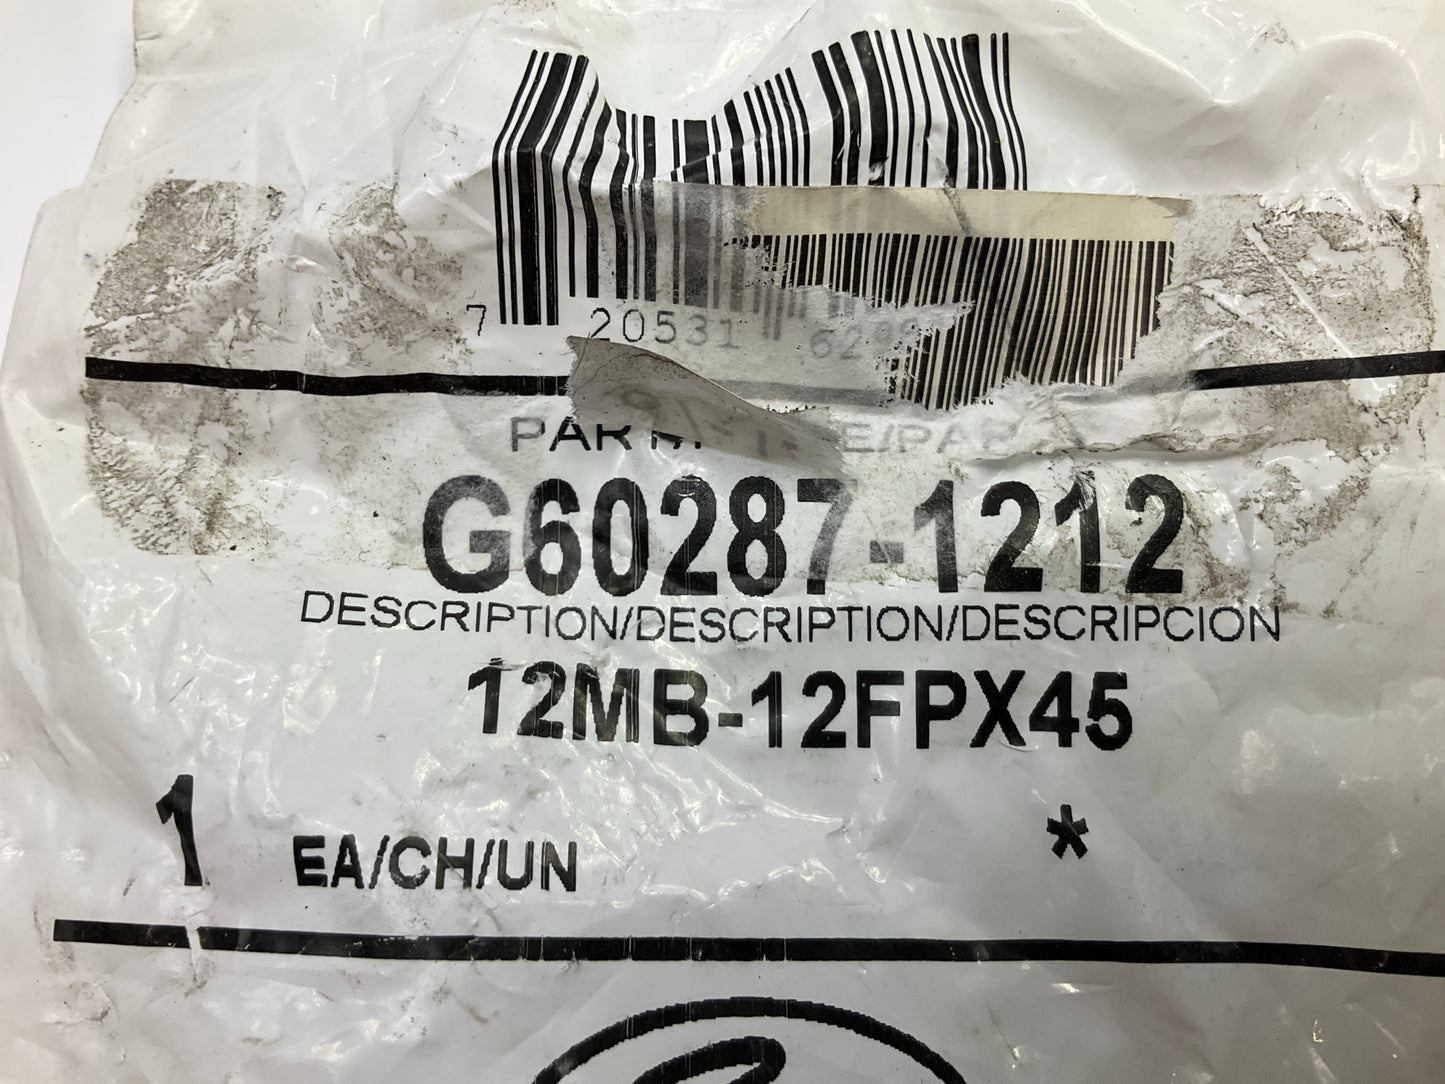 7 20531
G60287-1212
DESCRIPTION/DESCRIPTION/DESCRIPCION
12MB-12FPX45
1 EA/CH/UN *